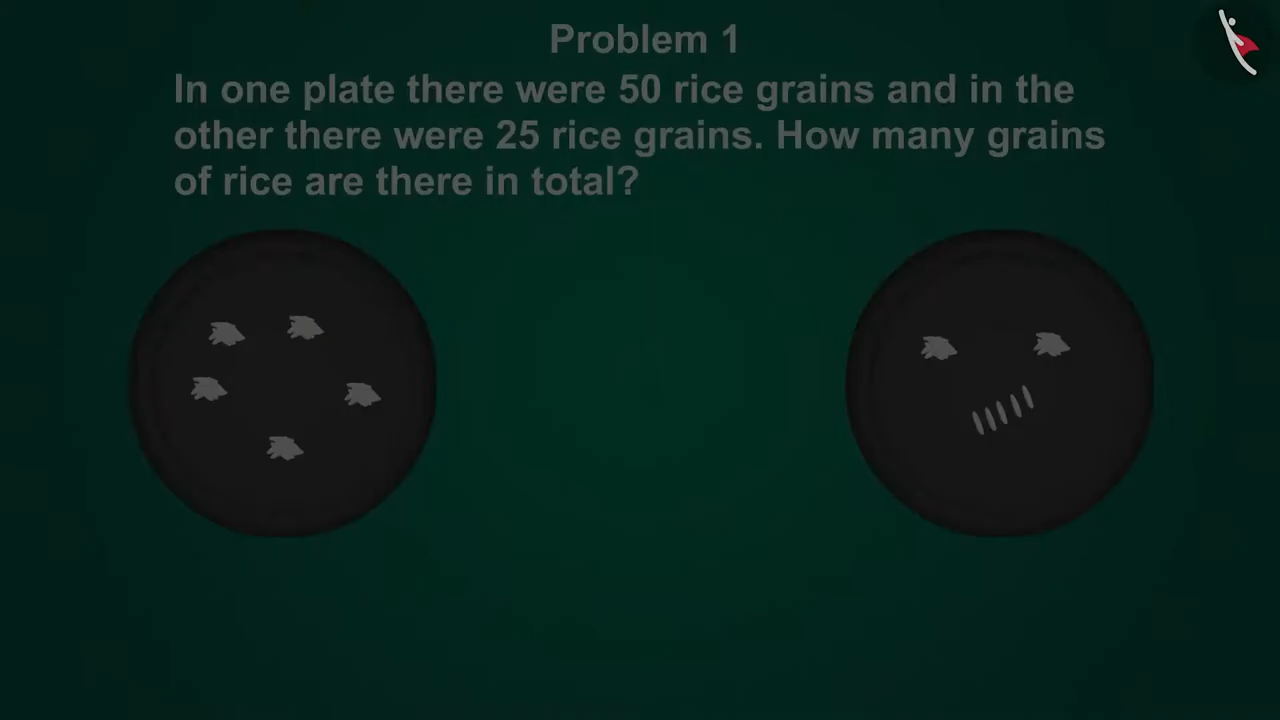 Problem 1
In one plate there were 50 rice grains and in the
other there were 25 rice grains. How many grains
of rice are there in total?